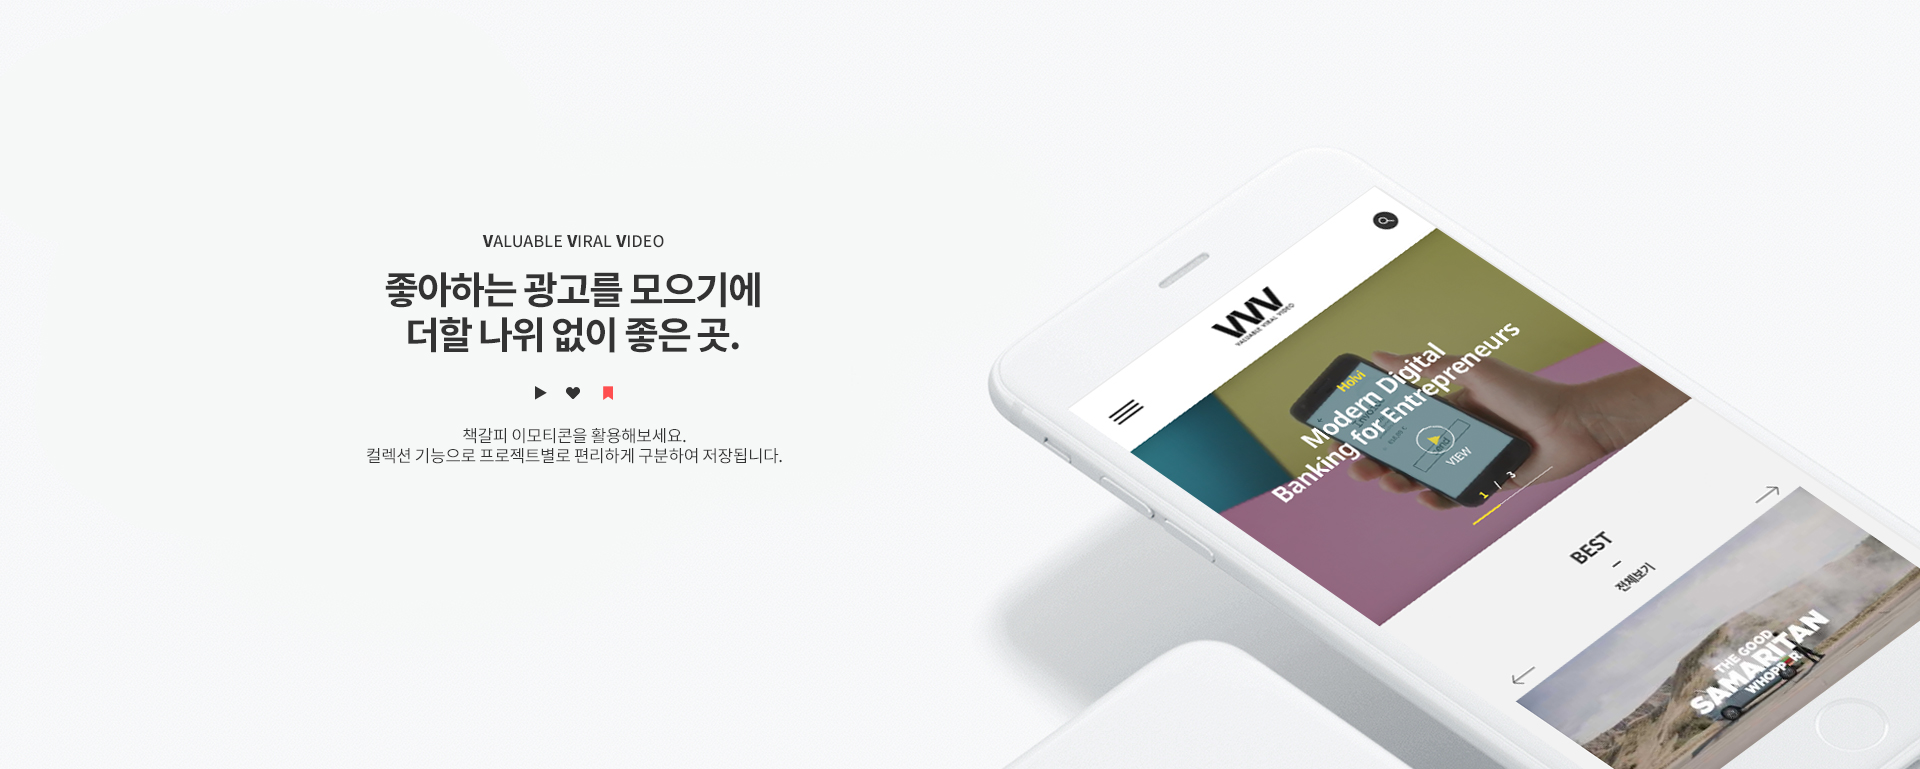 VALUABLE VIRAL VIDEO
좋아하는 광고를 모으기에
더할 나위 없이 좋은 곳.
책갈피 이모티콘을 활용해보세요.
컬렉션 기능으로 프로젝트별로 편리하게 구분하여 저장됩니다.
VVV
VALUABLE VIRAL VIDEO
Holvi
Modern Digital
Banking for Entrepreneurs
VIEW
1 / 3
BEST
전체보기
THE GOOD
SAMARITAN
WHOPPER